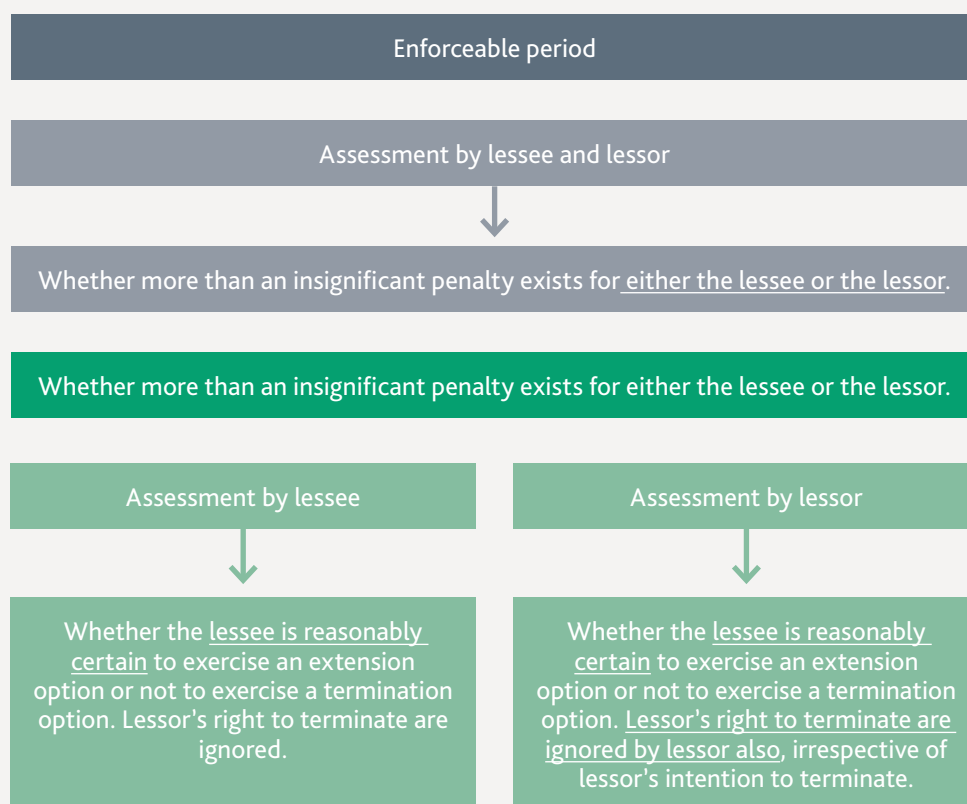 Enforceable period
Assessment by lessee and lessor
Whether more than an insignificant penalty exists for either the lessee or the lessor.
Whether more than an insignificant penalty exists for either the lessee or the lessor.
Assessment by lessee
Assessment by lessor
Whether the lessee is reasonably
certain to exercise an extension
option or not to exercise a termination
option. Lessor's right to terminate are
ignored.
Whether the lessee is reasonably
certain to exercise an extension
option or not to exercise a termination
option. Lessor's right to terminate are
ignored by lessor also, irrespective of
lessor's intention to terminate.